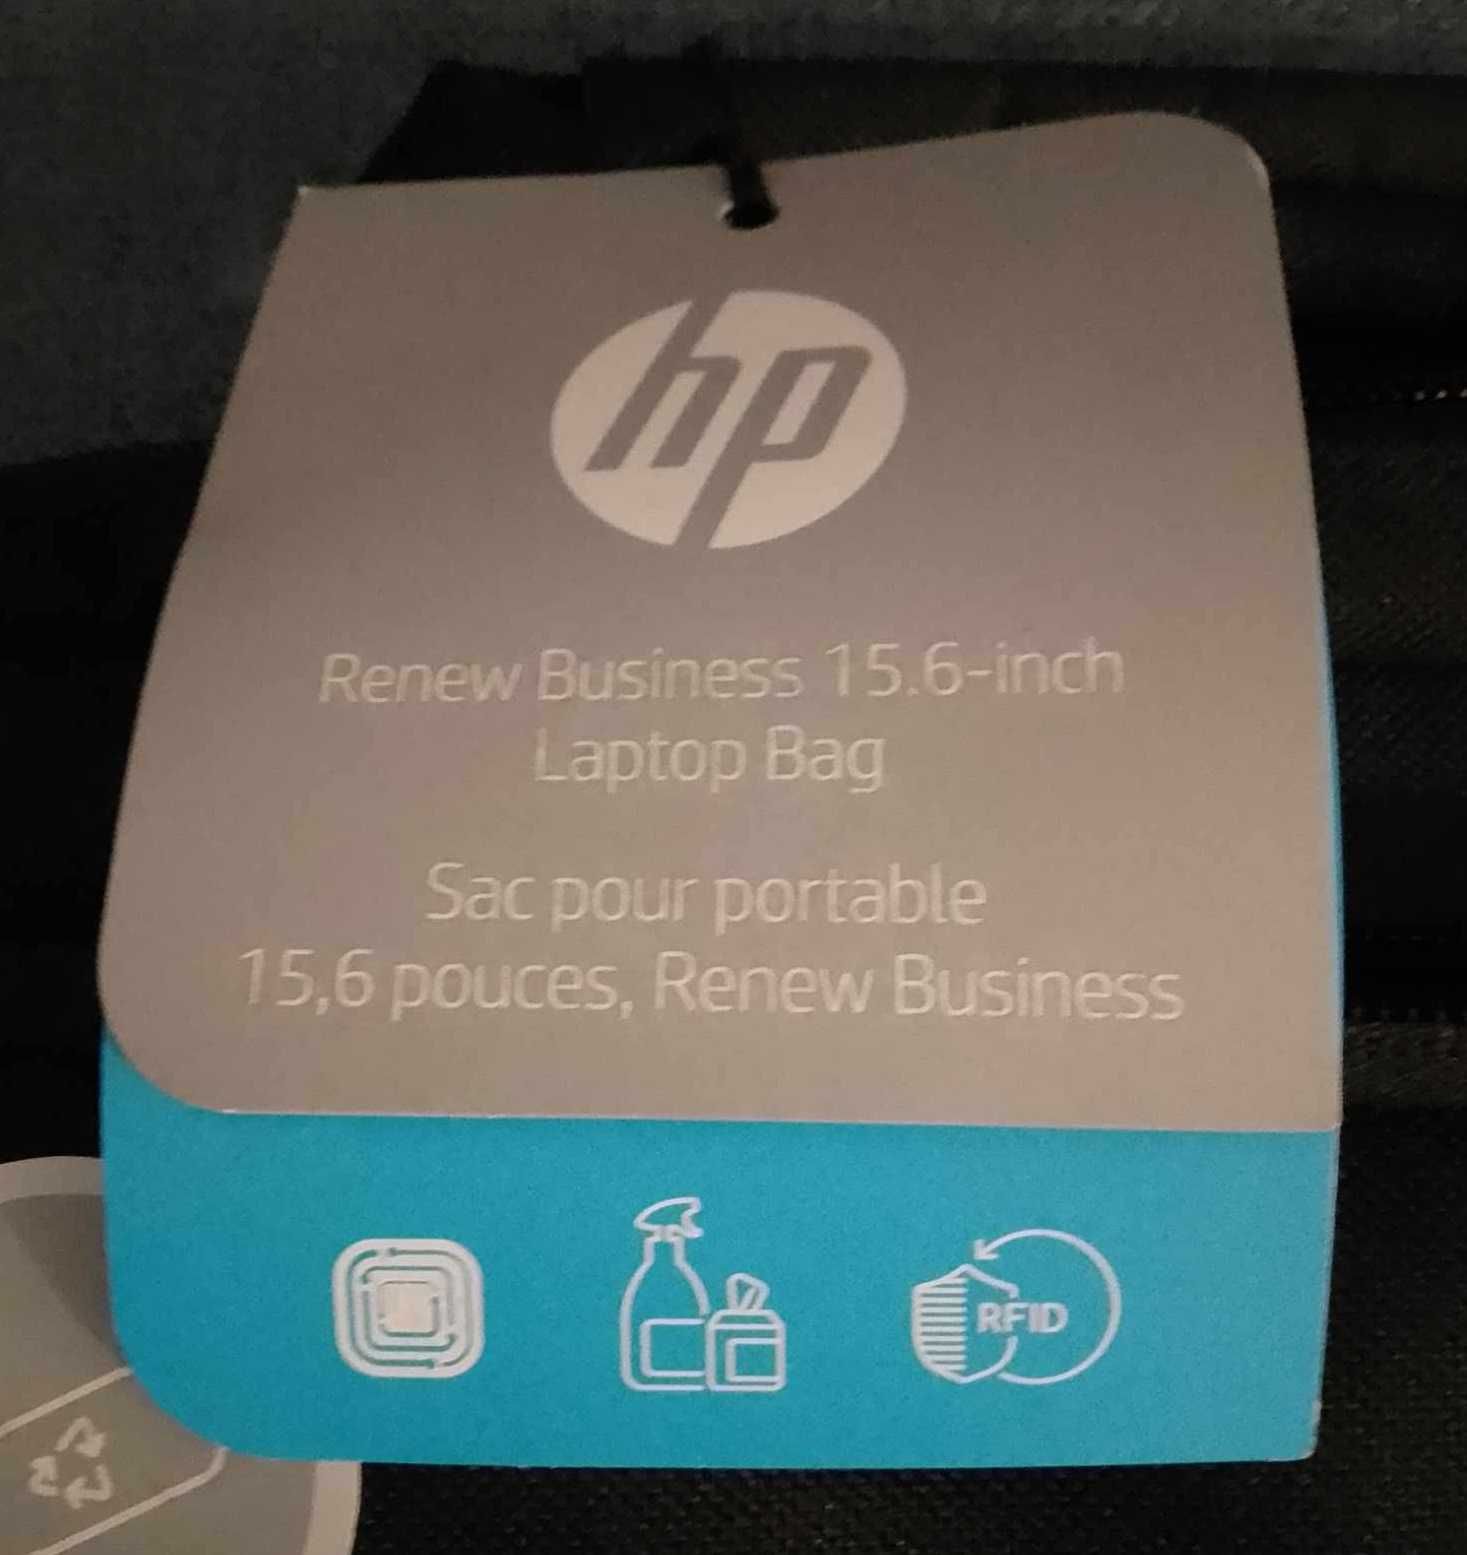 hp
Renew Business 15.6-inch
Laptop Bag
Sac pour portable
15,6 pouces, Renew Business
RFID